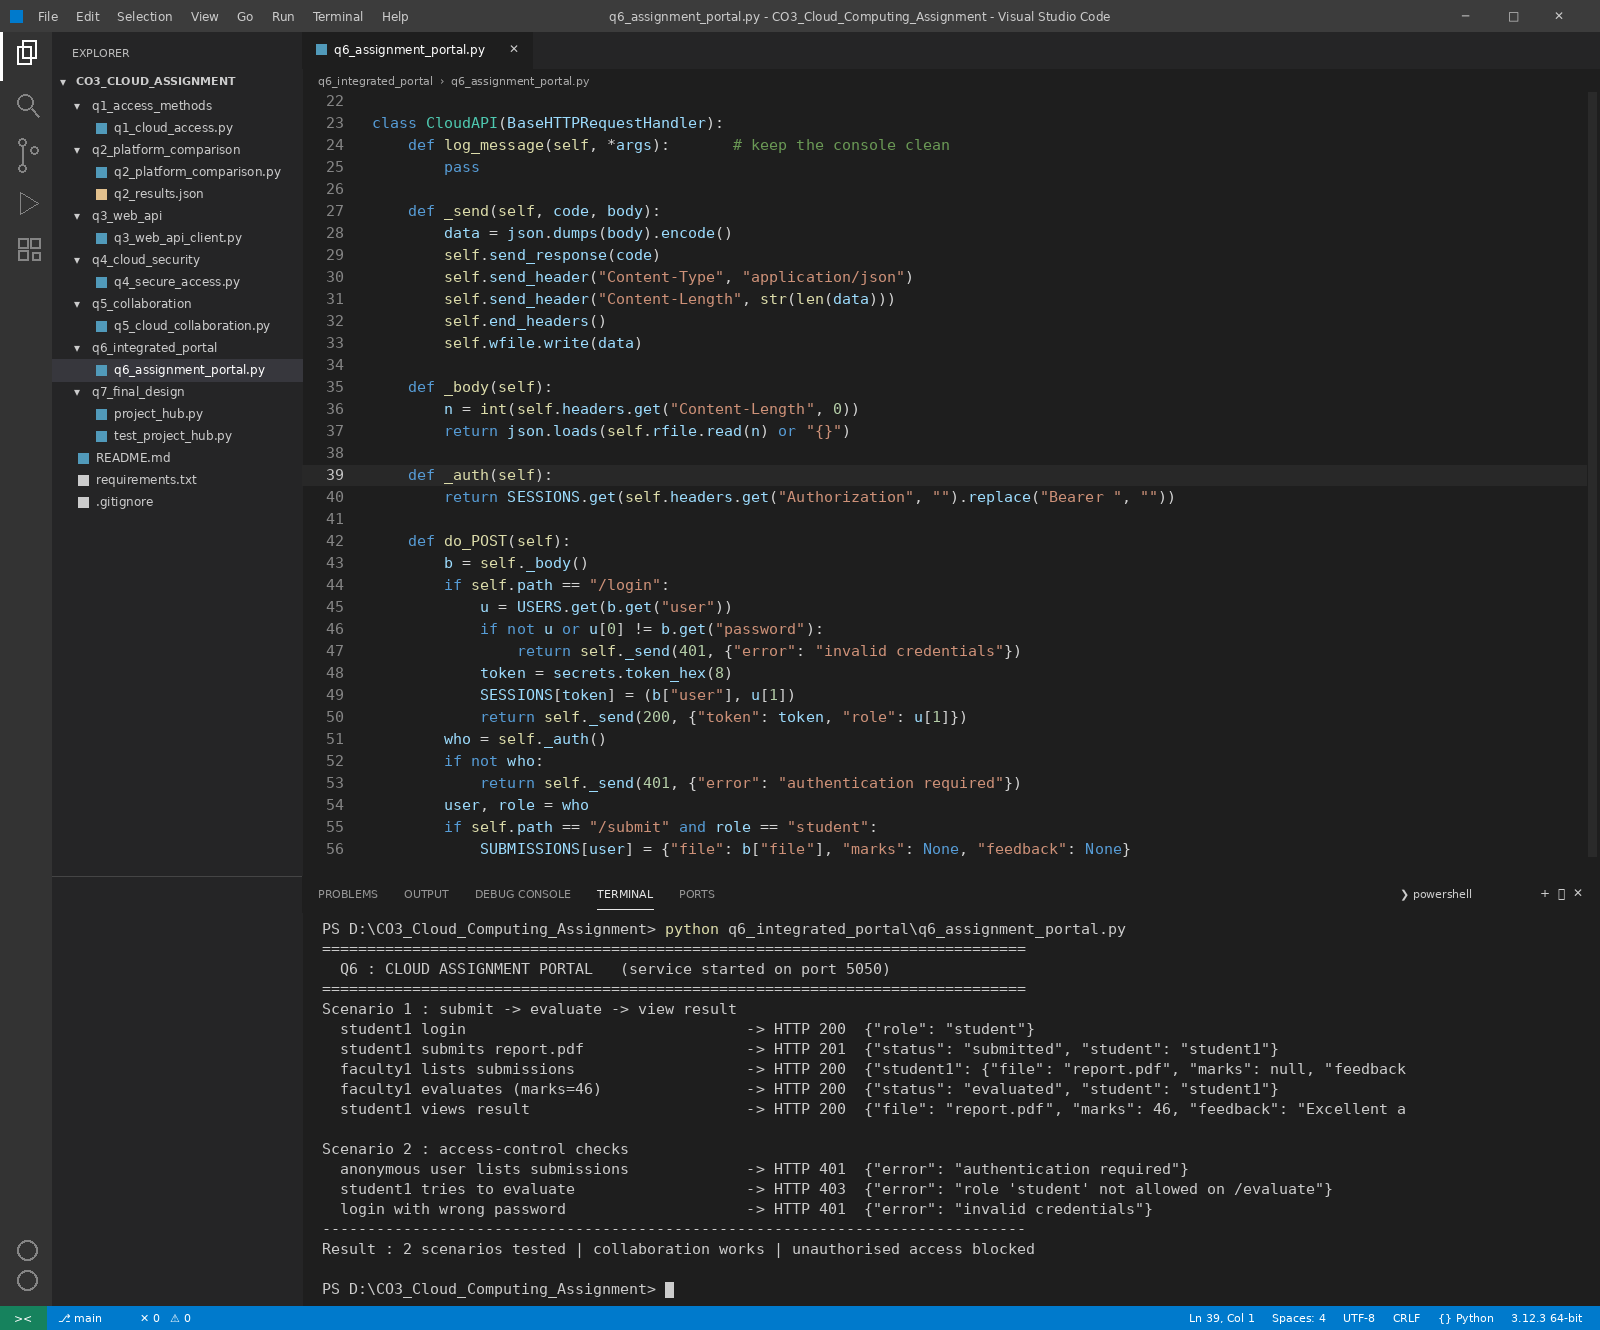 File Edit Selection View Go Run Terminal Help q6_assignment_portal.py - CO3_Cloud_Computing_Assignment - Visual Studio Code
EXPLORER
CO3_CLOUD_ASSIGNMENT
q1_access_methods
q1_cloud_access.py
q2_platform_comparison
q2_platform_comparison.py
q2_results.json
q3_web_api
q3_web_api_client.py
q4_cloud_security
q4_secure_access.py
q5_collaboration
q5_cloud_collaboration.py
q6_integrated_portal
q6_assignment_portal.py
q7_final_design
project_hub.py
test_project_hub.py
README.md
requirements.txt
.gitignore
q6_assignment_portal.py
q6_integrated_portal › q6_assignment_portal.py
22
23 class CloudAPI(BaseHTTPRequestHandler):
24     def log_message(self, *args):       # keep the console clean
25         pass
26
27     def _send(self, code, body):
28         data = json.dumps(body).encode()
29         self.send_response(code)
30         self.send_header("Content-Type", "application/json")
31         self.send_header("Content-Length", str(len(data)))
32         self.end_headers()
33         self.wfile.write(data)
34
35     def _body(self):
36         n = int(self.headers.get("Content-Length", 0))
37         return json.loads(self.rfile.read(n) or "{}")
38
39     def _auth(self):
40         return SESSIONS.get(self.headers.get("Authorization", "").replace("Bearer ", ""))
41
42     def do_POST(self):
43         b = self._body()
44         if self.path == "/login":
45             u = USERS.get(b.get("user"))
46             if not u or u[0] != b.get("password"):
47                 return self._send(401, {"error": "invalid credentials"})
48             token = secrets.token_hex(8)
49             SESSIONS[token] = (b["user"], u[1])
50             return self._send(200, {"token": token, "role": u[1]})
51         who = self._auth()
52         if not who:
53             return self._send(401, {"error": "authentication required"})
54         user, role = who
55         if self.path == "/submit" and role == "student":
56             SUBMISSIONS[user] = {"file": b["file"], "marks": None, "feedback": None}
PROBLEMS OUTPUT DEBUG CONSOLE TERMINAL PORTS ❯ powershell
PS D:\CO3_Cloud_Computing_Assignment> python q6_integrated_portal\q6_assignment_portal.py
==============================================================================
  Q6 : CLOUD ASSIGNMENT PORTAL   (service started on port 5050)
==============================================================================
Scenario 1 : submit -> evaluate -> view result
  student1 login                               -> HTTP 200  {"role": "student"}
  student1 submits report.pdf                  -> HTTP 201  {"status": "submitted", "student": "student1"}
  faculty1 lists submissions                   -> HTTP 200  {"student1": {"file": "report.pdf", "marks": null, "feedback
  faculty1 evaluates (marks=46)                -> HTTP 200  {"status": "evaluated", "student": "student1"}
  student1 views result                        -> HTTP 200  {"file": "report.pdf", "marks": 46, "feedback": "Excellent a
Scenario 2 : access-control checks
  anonymous user lists submissions             -> HTTP 401  {"error": "authentication required"}
  student1 tries to evaluate                   -> HTTP 403  {"error": "role 'student' not allowed on /evaluate"}
  login with wrong password                    -> HTTP 401  {"error": "invalid credentials"}
------------------------------------------------------------------------------
Result : 2 scenarios tested | collaboration works | unauthorised access blocked
PS D:\CO3_Cloud_Computing_Assignment>
>< main ✕ 0 ⚠ 0 Ln 39, Col 1 Spaces: 4 UTF-8 CRLF {} Python 3.12.3 64-bit